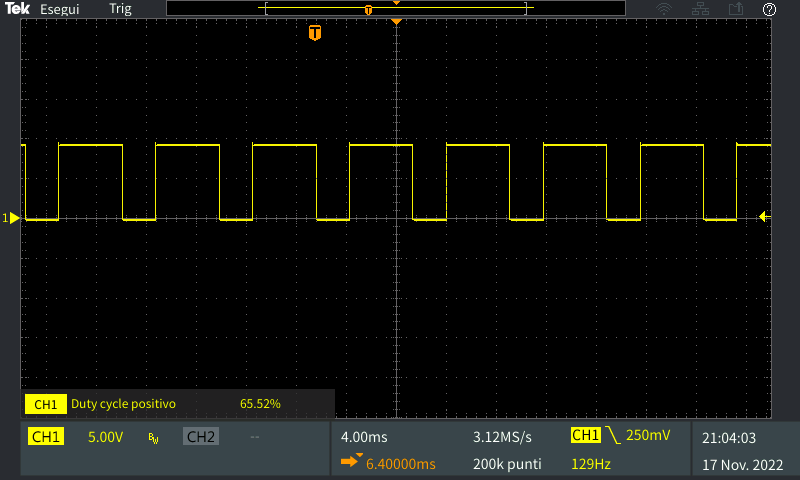 Tek Esegui Trig
T
T
1
CH1 Duty cycle positivo 65.52%
CH1 5.00V BW CH2 --
4.00ms 3.12MS/s CH1 250mV
6.40000ms 200k punti 129Hz
21:04:03
17 Nov. 2022